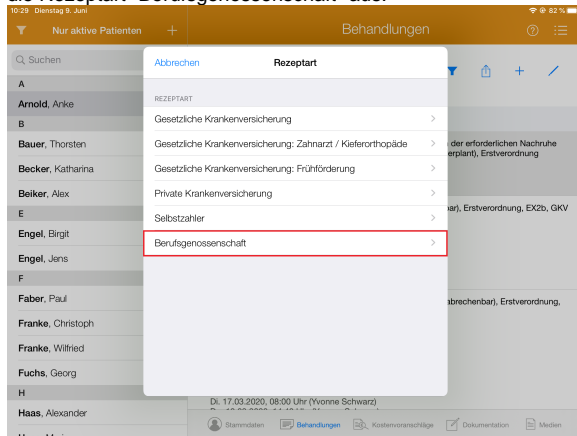 die Rezeptart "Berufsgenossenschaft" aus:
10:29 Dienstag 9. Juni
82 %
Nur aktive Patienten
Behandlungen
Suchen
Abbrechen
Rezeptart
A
Arnold, Anke
REZEPTART
B
Gesetzliche Krankenversicherung
Bauer, Thorsten
Gesetzliche Krankenversicherung: Zahnarzt / Kieferorthopäde
der erforderlichen Nachruhe
erplant), Erstverordnung
Becker, Katharina
Gesetzliche Krankenversicherung: Frühförderung
Beiker, Alex
Private Krankenversicherung
E
Selbstzahler
ar), Erstverordnung, EX2b, GKV
Engel, Birgit
Berufsgenossenschaft
Engel, Jens
F
Faber, Paul
abrechenbar), Erstverordnung,
Franke, Christoph
Franke, Wilfried
Fuchs, Georg
H
Di. 17.03.2020, 08:00 Uhr (Yvonne Schwarz)
Haas, Alexander
Stammdaten
Behandlungen
Kostenvoranschläge
Dokumentation
Medien